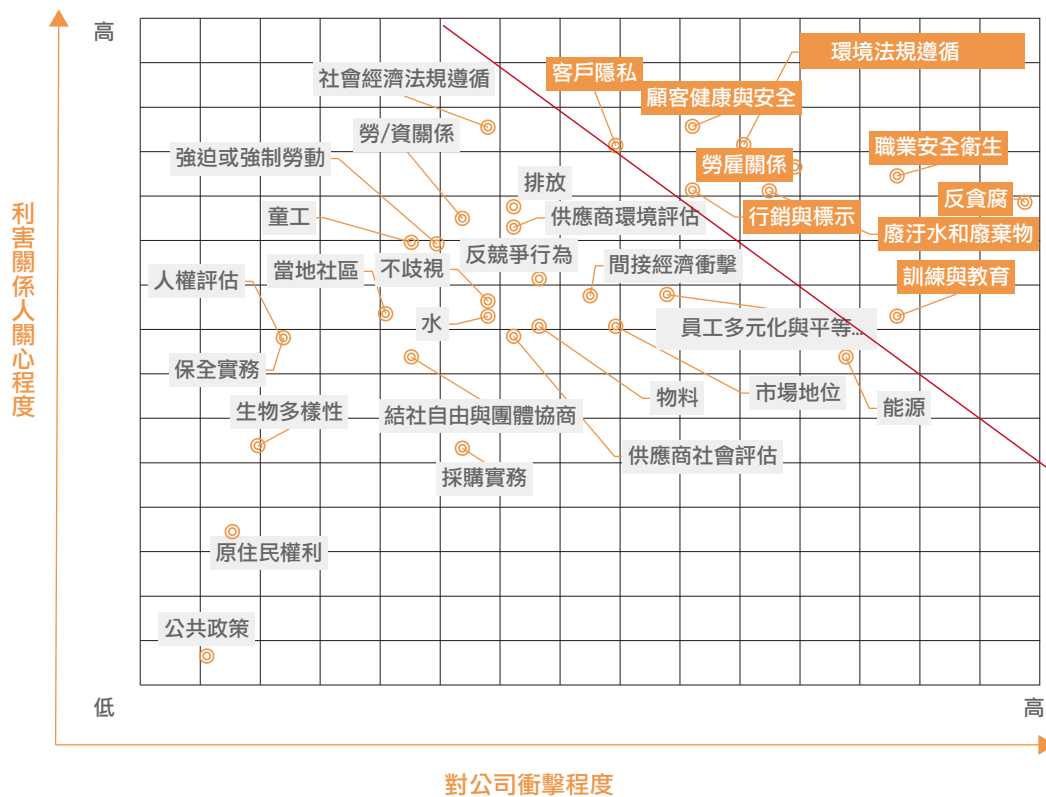 高
環境法規遵循
客戶隱私
社會經濟法規遵循
顧客健康與安全
勞/資關係
職業安全衛生
強迫或強制勞動
勞雇關係
排放
反貪腐
童工
供應商環境評估
行銷與標示
廢汙水和廢棄物
反競爭行為
間接經濟衝擊
不歧視
當地社區
人權評估
訓練與教育
水
員工多元化與平等...
保全實務
市場地位
物料
能源
生物多樣性
結社自由與團體協商
供應商社會評估
採購實務
原住民權利
公共政策
利害關係人關心程度
低
高
對公司衝擊程度